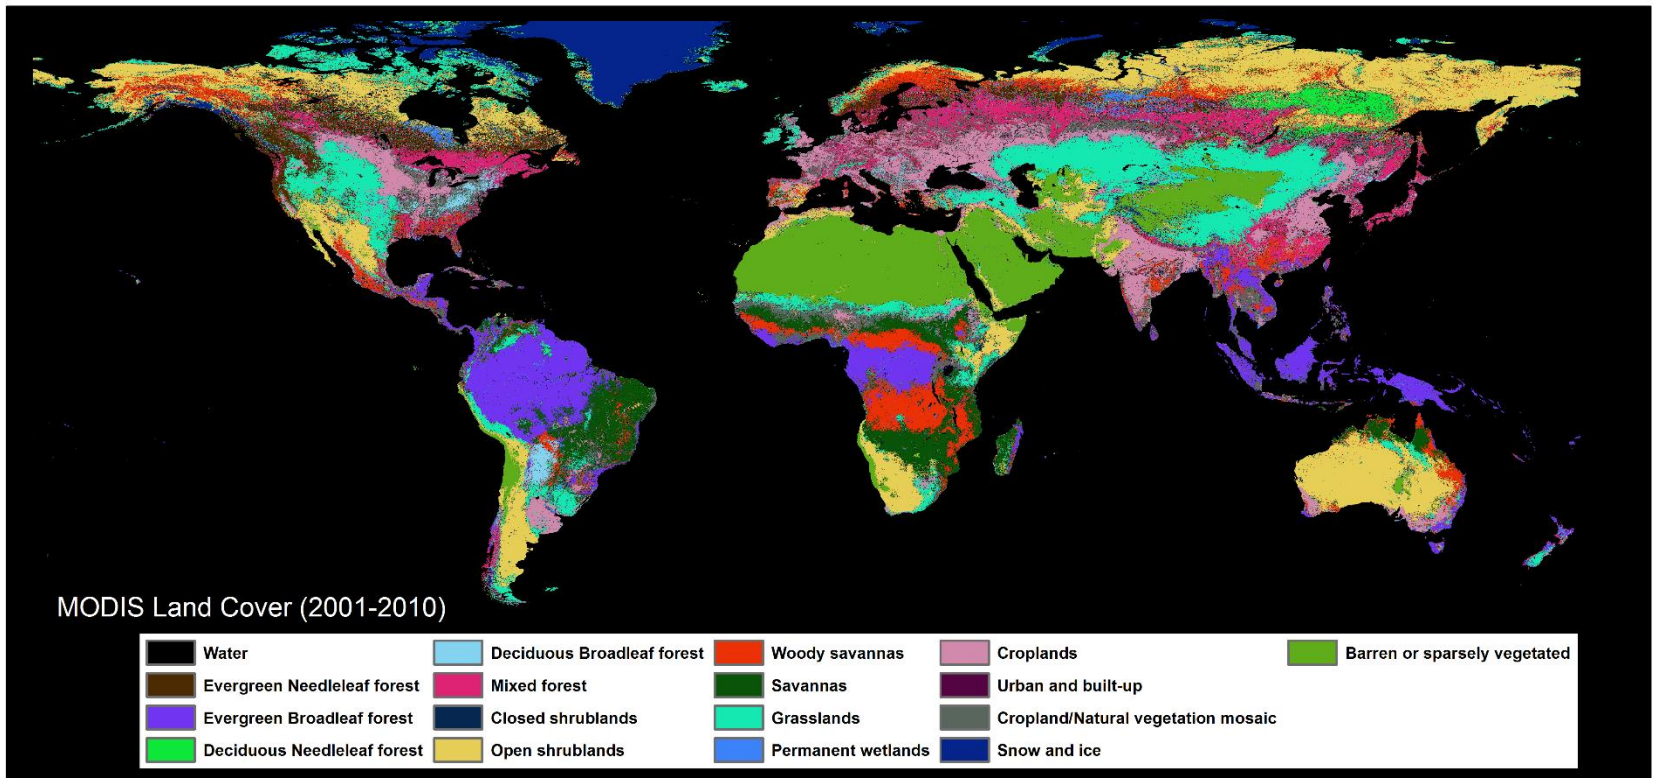 MODIS Land Cover (2001-2010)
Water
Evergreen Needleleaf forest
Evergreen Broadleaf forest
Deciduous Needleleaf forest
Deciduous Broadleaf forest
Mixed forest
Closed shrublands
Open shrublands
Woody savannas
Savannas
Grasslands
Permanent wetlands
Croplands
Urban and built-up
Cropland/Natural vegetation mosaic
Snow and ice
Barren or sparsely vegetated